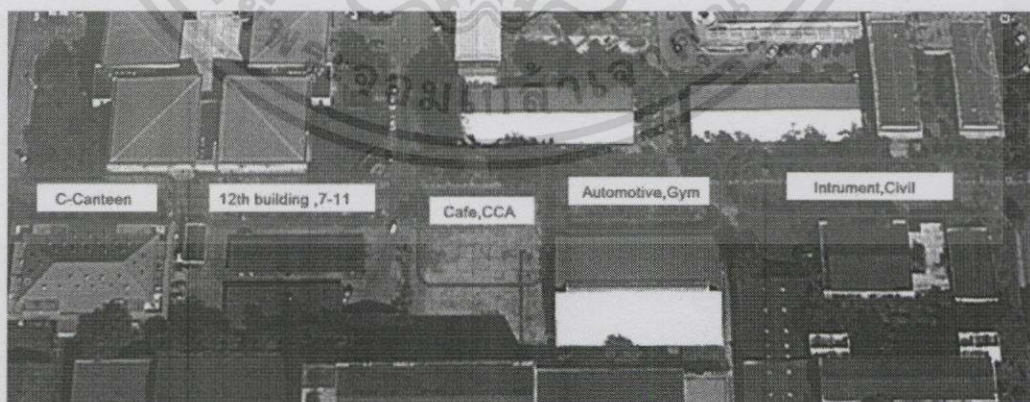 C-Canteen
12th building ,7-11
Cafe,CCA
Automotive,Gym
Intrument,Civil